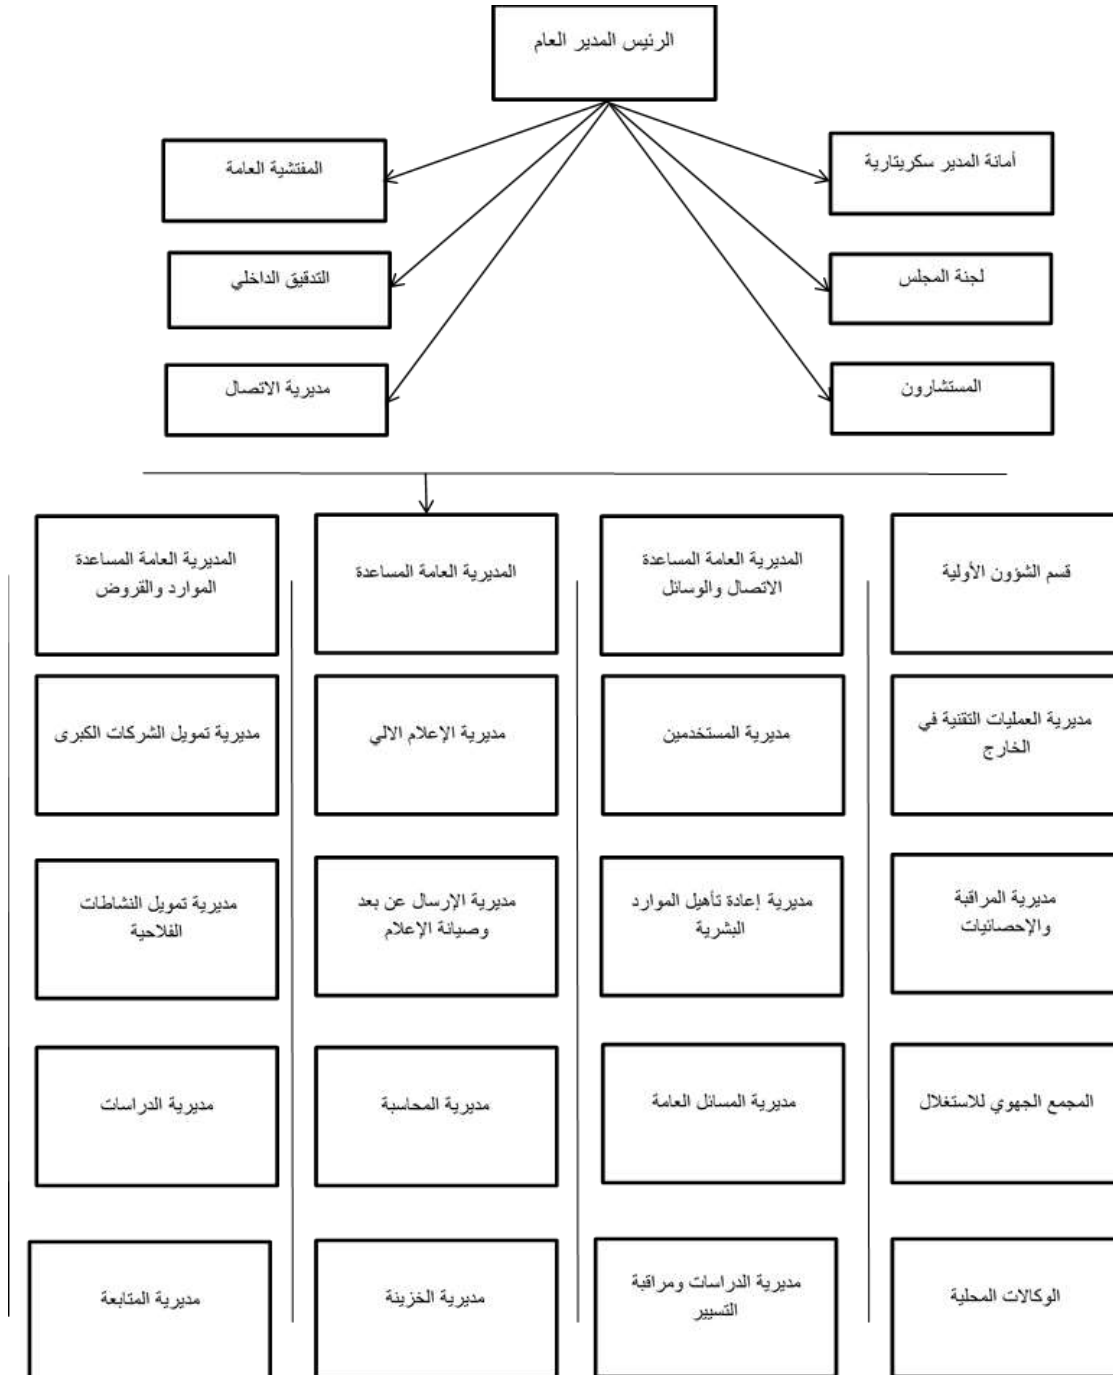 الرئيس المدير العام
أمانة المدير سكريتارية
المفتشية العامة
لجنة المجلس
التدقيق الداخلي
المستشارون
مديرية الاتصال
قسم الشؤون الأولية
المديرية العامة المساعدة
الاتصال والوسائل
المديرية العامة المساعدة
المديرية العامة المساعدة
الموارد والقروض
مديرية العمليات التقنية في
الخارج
مديرية المستخدمين
مديرية الإعلام الالي
مديرية تمويل الشركات الكبرى
مديرية المراقبة
والإحصائيات
مديرية إعادة تأهيل الموارد
البشرية
مديرية الإرسال عن بعد
وصيانة الإعلام
مديرية تمويل النشاطات
الفلاحية
المجمع الجهوي للاستغلال
مديرية المسائل العامة
مديرية المحاسبة
مديرية الدراسات
الوكالات المحلية
مديرية الدراسات ومراقبة
التسيير
مديرية الخزينة
مديرية المتابعة